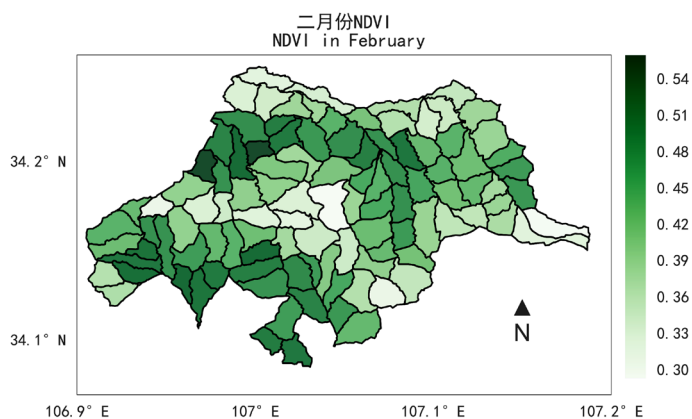 二月份NDVI
NDVI in February
34.2° N
34.1° N
106.9° E
107° E
107.1° E
107.2° E
N
0.54
0.51
0.48
0.45
0.42
0.39
0.36
0.33
0.30